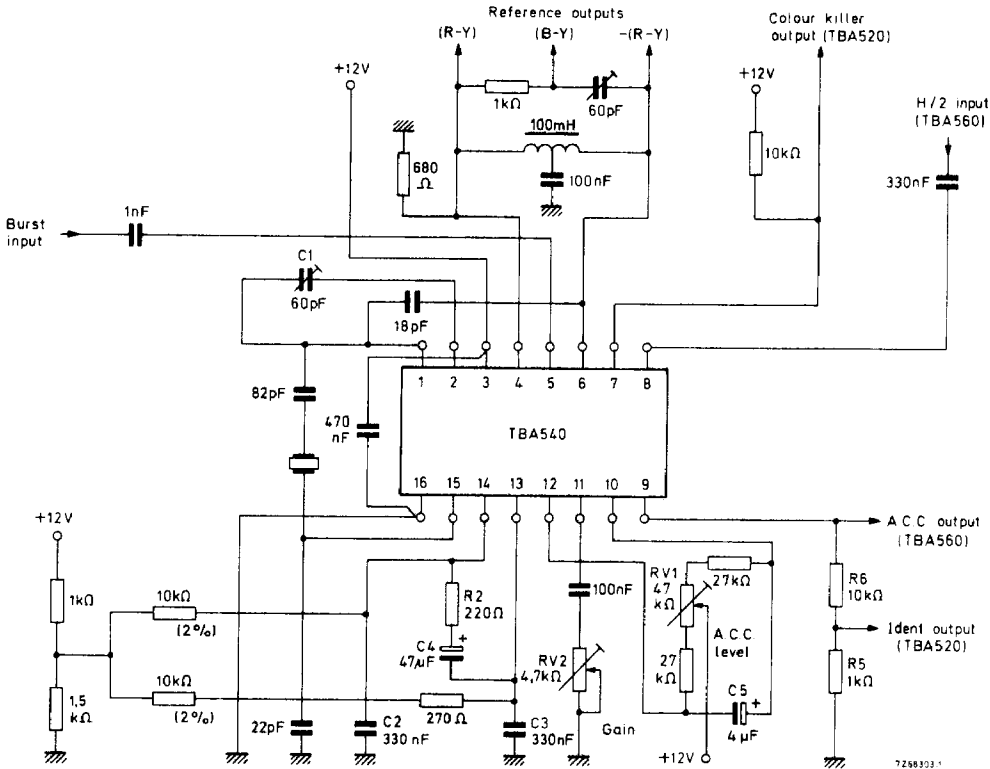 Reference outputs
(R-Y)
(B-Y)
-(R-Y)
Colour killer
output (TBA520)
+12V
+12V
1kΩ
60pF
H/2 input
(TBA560)
100mH
10kΩ
680
Ω
100nF
330nF
1nF
Burst
input
C1
60pF
18pF
1 2 3 4 5 6 7 8
82pF
470
nF
TBA540
16 15 14 13 12 11 10 9
+12V
A.C.C output
(TBA560)
1kΩ
10kΩ
(2%)
R2
220Ω
100nF
RV1
47
kΩ
27kΩ
R6
10kΩ
C4
+
47μF
A.C.C.
level
Ident output
(TBA520)
1,5
kΩ
10kΩ
(2%)
270Ω
RV2
4,7kΩ
27
kΩ
C5
+
4μF
R5
1kΩ
22pF
C2
330nF
C3
330nF
Gain
+12V
7Z68303.1